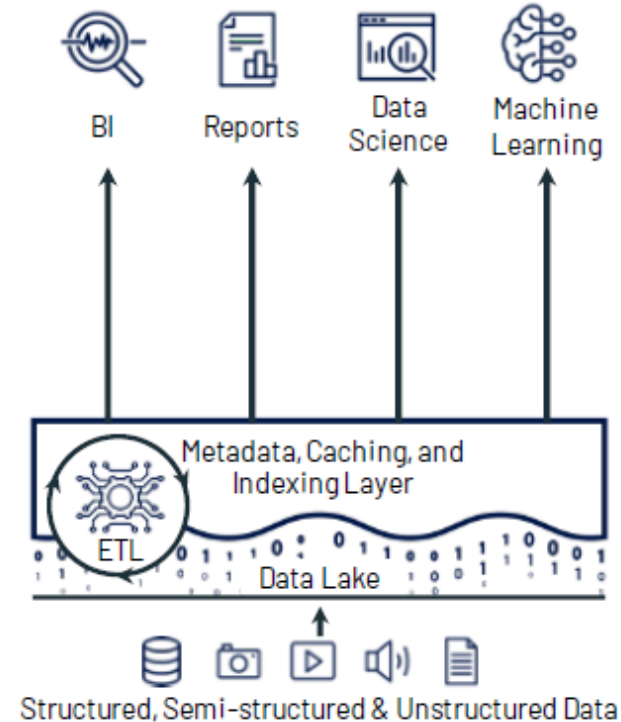 BI
Reports
Data
Science
Machine
Learning
Metadata, Caching, and
Indexing Layer
ETL
Data Lake
Structured, Semi-structured & Unstructured Data